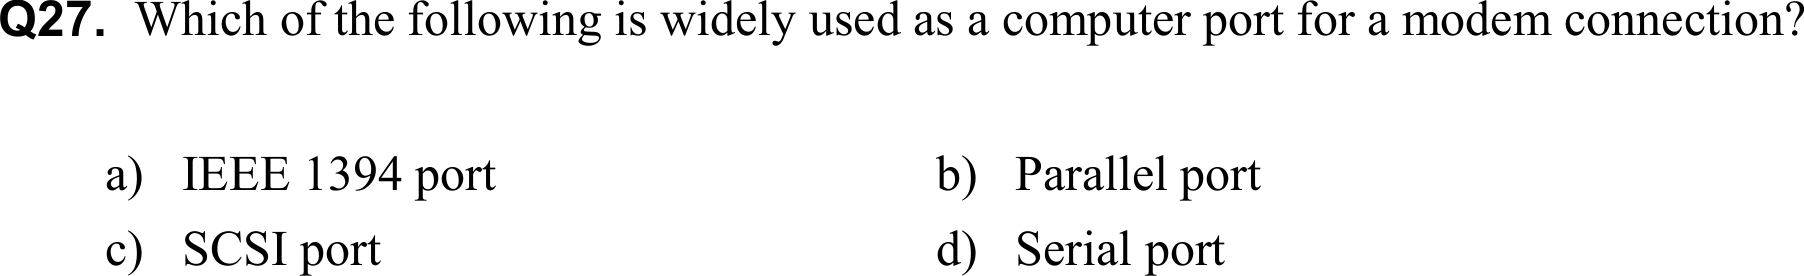 Q27. Which of the following is widely used as a computer port for a modem connection?
a) IEEE 1394 port b) Parallel port
c) SCSI port d) Serial port